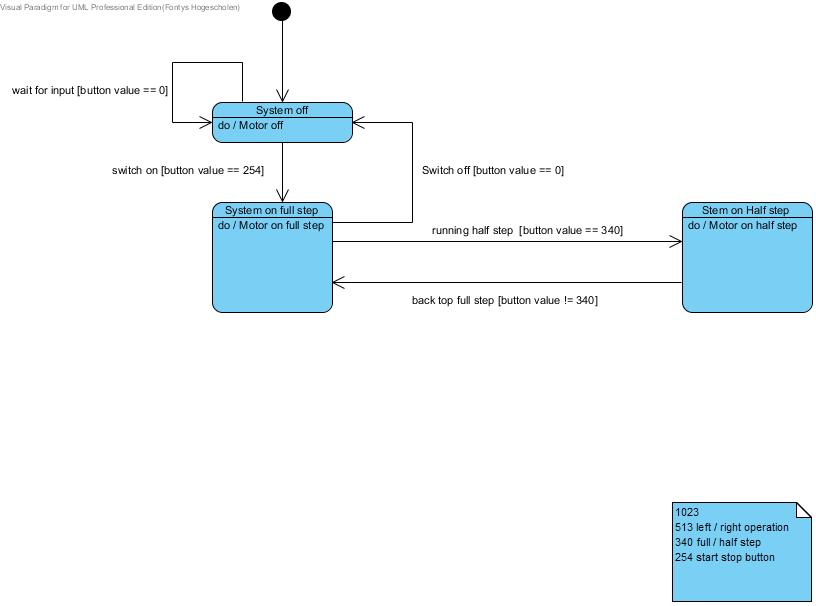 Visual Paradigm for UML Professional Edition(Fontys Hogescholen)
wait for input [button value == 0]
System off
do / Motor off
switch on [button value == 254]
Switch off [button value == 0]
System on full step
do / Motor on full step
running half step  [button value == 340]
Stem on Half step
do / Motor on half step
back top full step [button value != 340]
1023
513 left / right operation
340 full / half step
254 start stop button